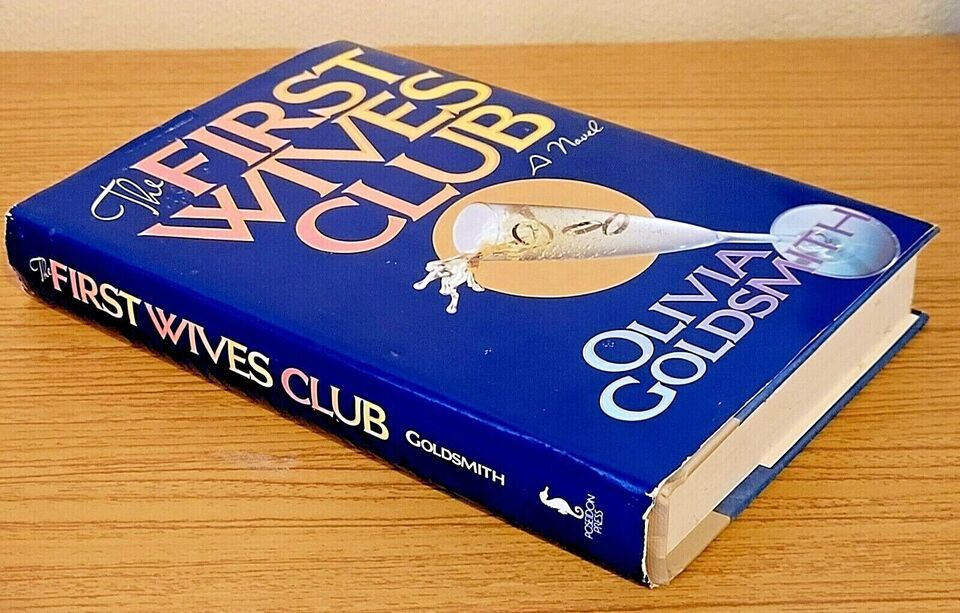 The
FIRST
WIVES
CLUB
A Novel
OLIVIA
GOLDSMITH
The FIRST WIVES CLUB GOLDSMITH
POSEIDON
PRESS